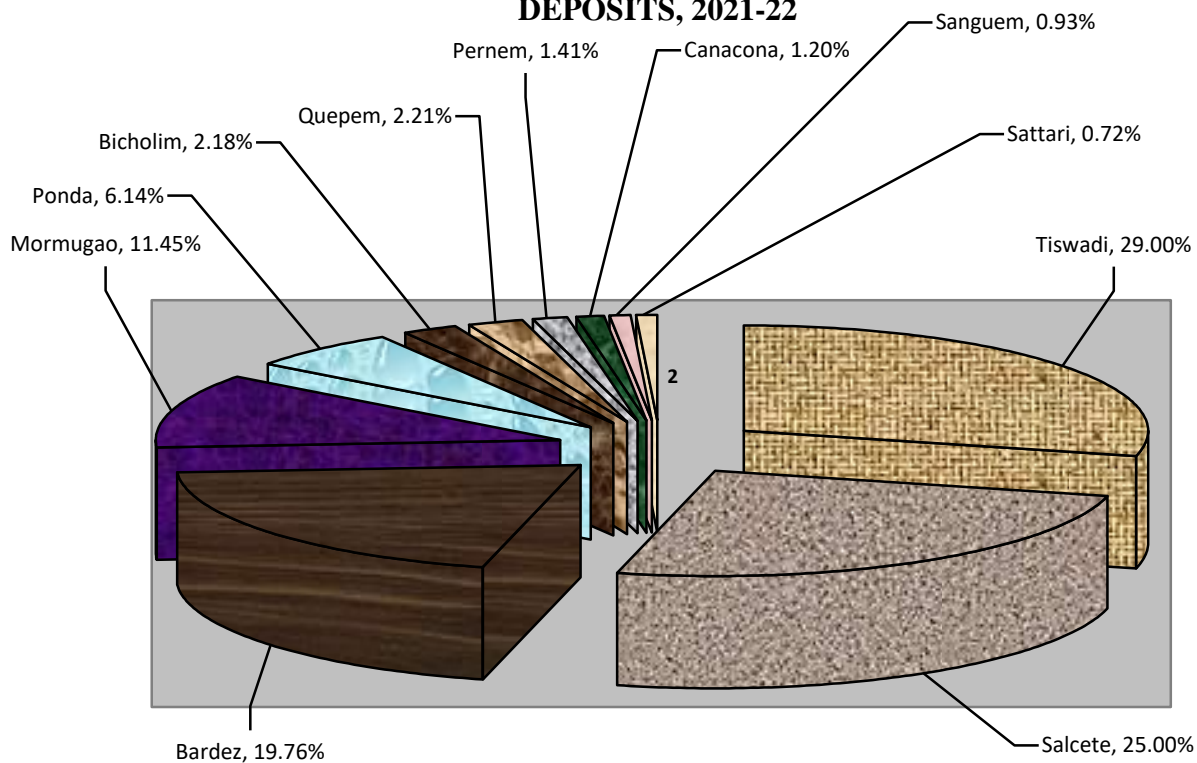 DEPOSITS, 2021-22
Sanguem, 0.93%
Pernem, 1.41%
Canacona, 1.20%
Quepem, 2.21%
Sattari, 0.72%
Bicholim, 2.18%
Ponda, 6.14%
Mormugao, 11.45%
Tiswadi, 29.00%
2
Bardez, 19.76%
Salcete, 25.00%